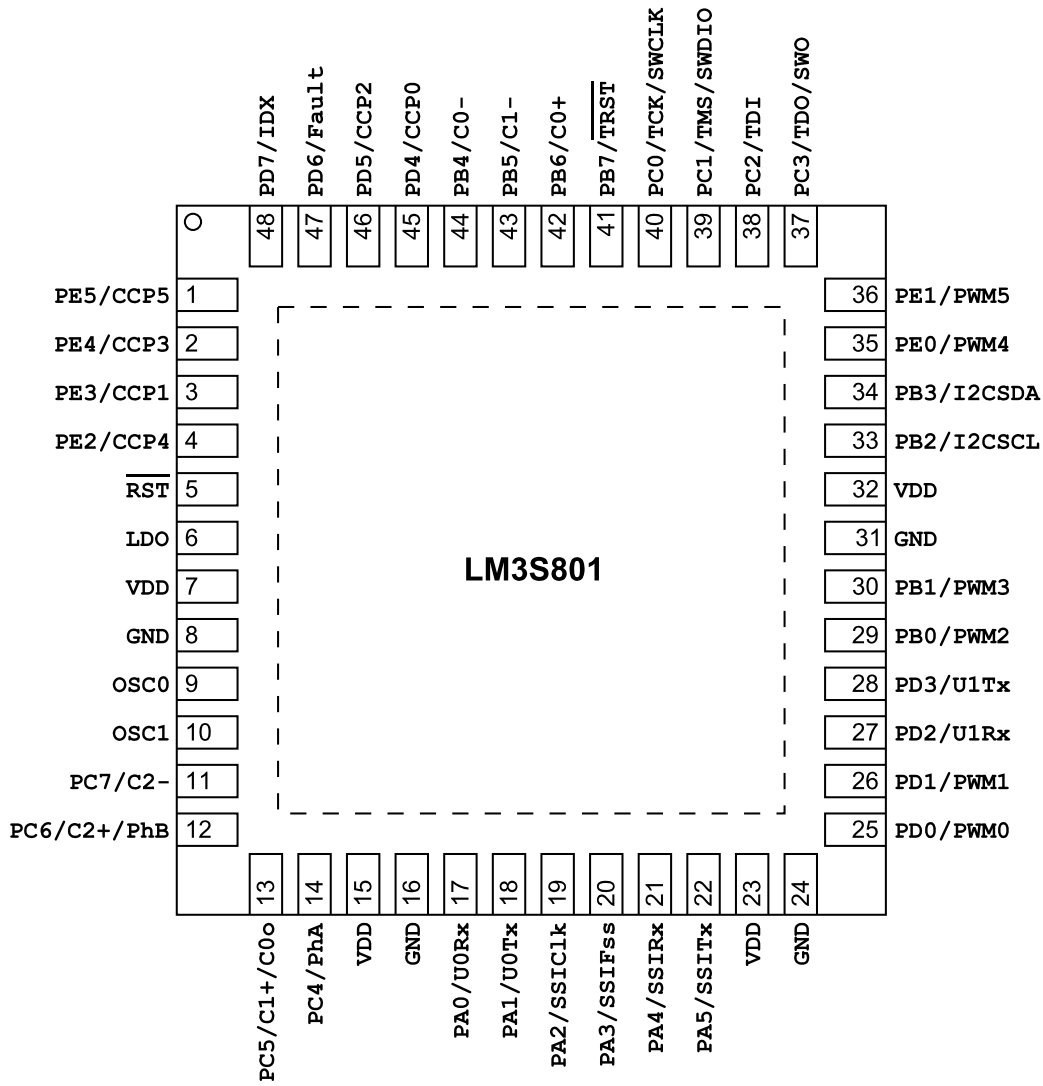 PD7/IDX
PD6/Fault
PD5/CCP2
PD4/CCP0
PB4/C0-
PB5/C1-
PB6/C0+
PB7/TRST
PC0/TCK/SWCLK
PC1/TMS/SWDIO
PC2/TDI
PC3/TDO/SWO
48
47
46
45
44
43
42
41
40
39
38
37
PE5/CCP5 1
PE4/CCP3 2
PE3/CCP1 3
PE2/CCP4 4
RST 5
LDO 6
VDD 7
GND 8
OSC0 9
OSC1 10
PC7/C2- 11
PC6/C2+/PhB 12
LM3S801
36 PE1/PWM5
35 PE0/PWM4
34 PB3/I2CSDA
33 PB2/I2CSCL
32 VDD
31 GND
30 PB1/PWM3
29 PB0/PWM2
28 PD3/U1Tx
27 PD2/U1Rx
26 PD1/PWM1
25 PD0/PWM0
13
14
15
16
17
18
19
20
21
22
23
24
PC5/C1+/C0o
PC4/PhA
VDD
GND
PA0/U0Rx
PA1/U0Tx
PA2/SSIClk
PA3/SSIFss
PA4/SSIRx
PA5/SSITx
VDD
GND